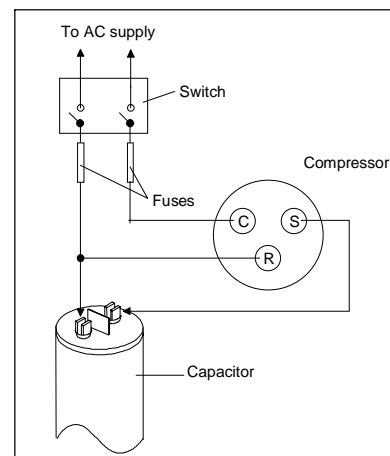 To AC supply
Switch
Compressor
Fuses
C
S
R
Capacitor